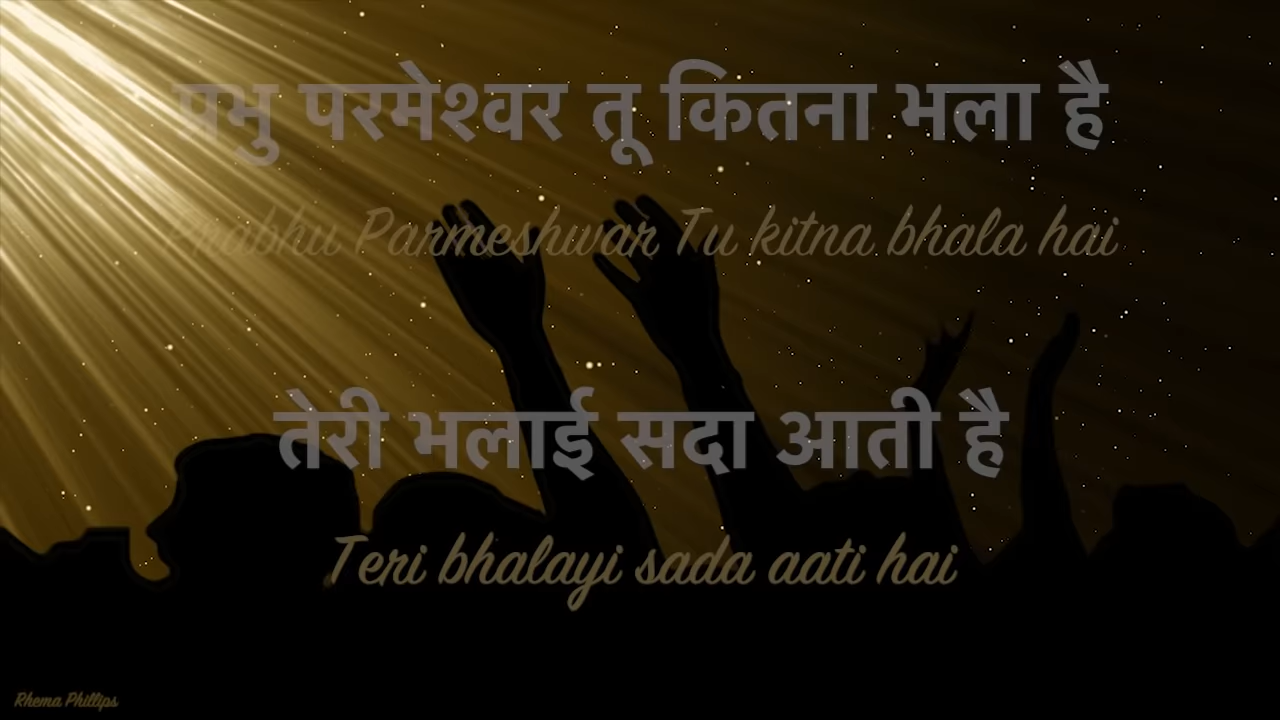 प्रभु परमेश्वर तू कितना भला है
Prabhu Parmeshwar Tu kitna bhala hai
तेरी भलाई सदा आती है
Teri bhalayi sada aati hai
Rhema Phillips